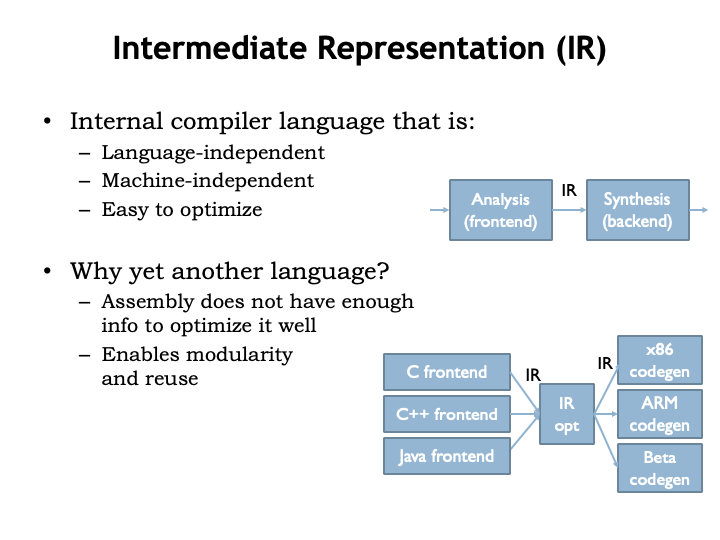 Intermediate Representation (IR)
• Internal compiler language that is:
– Language-independent
– Machine-independent
– Easy to optimize
IR
Analysis
(frontend)
Synthesis
(backend)
• Why yet another language?
– Assembly does not have enough
info to optimize it well
– Enables modularity
and reuse
C frontend
C++ frontend
Java frontend
IR
IR
opt
IR
x86
codegen
ARM
codegen
Beta
codegen